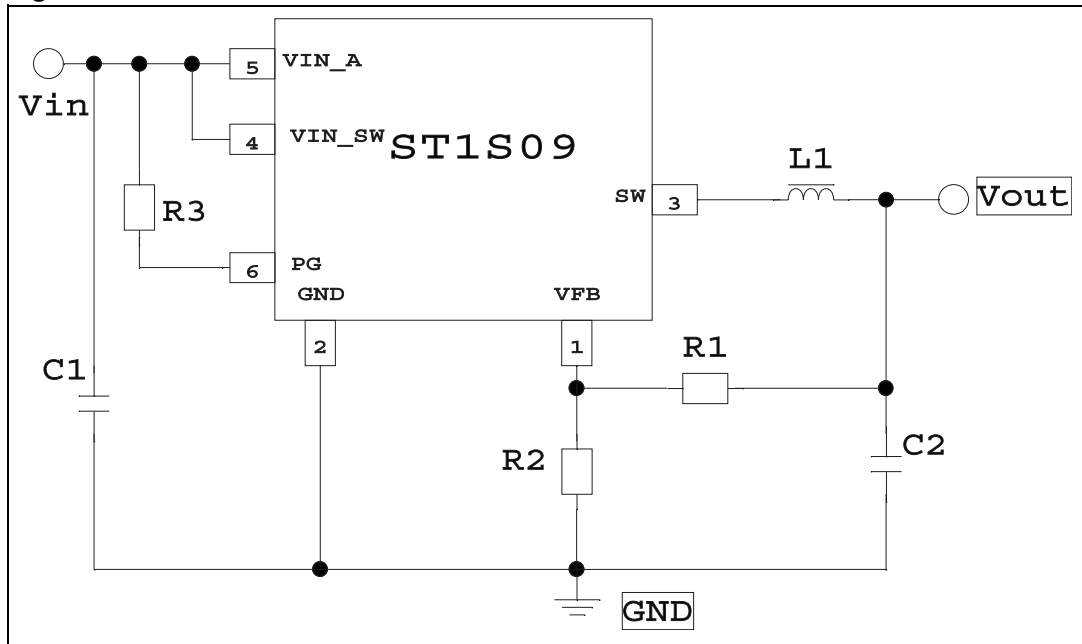 5
VIN_A
Vin
4
VIN_SW
ST1S09
L1
SW
3
Vout
R3
6
PG
GND
VFB
2
1
R1
C1
R2
C2
GND